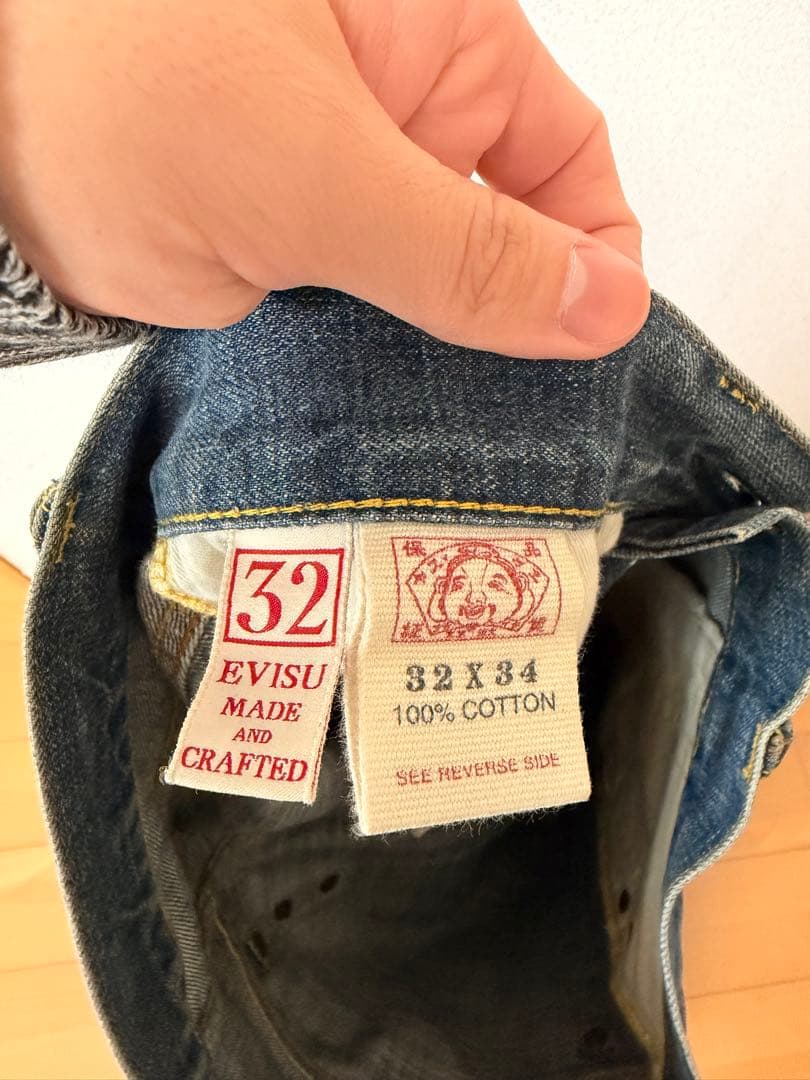 32
EVISU
MADE
AND
CRAFTED
32 X 34
100% COTTON
SEE REVERSE SIDE